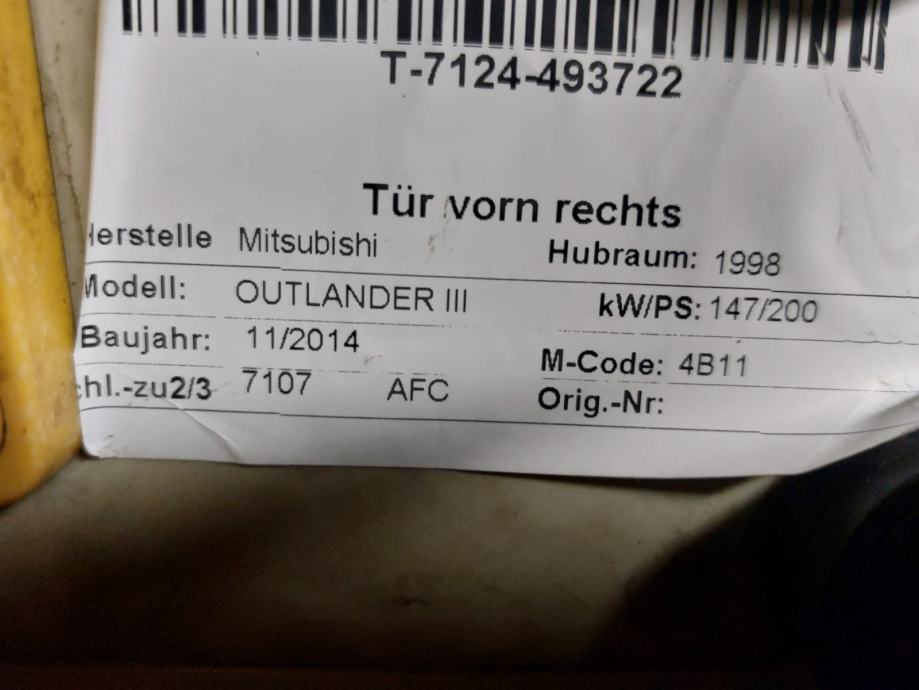 T-7124-493722
Tür vorn rechts
Herstelle Mitsubishi Hubraum: 1998
Modell: OUTLANDER III kW/PS: 147/200
Baujahr: 11/2014 M-Code: 4B11
chl.-zu2/3 7107 AFC Orig.-Nr: